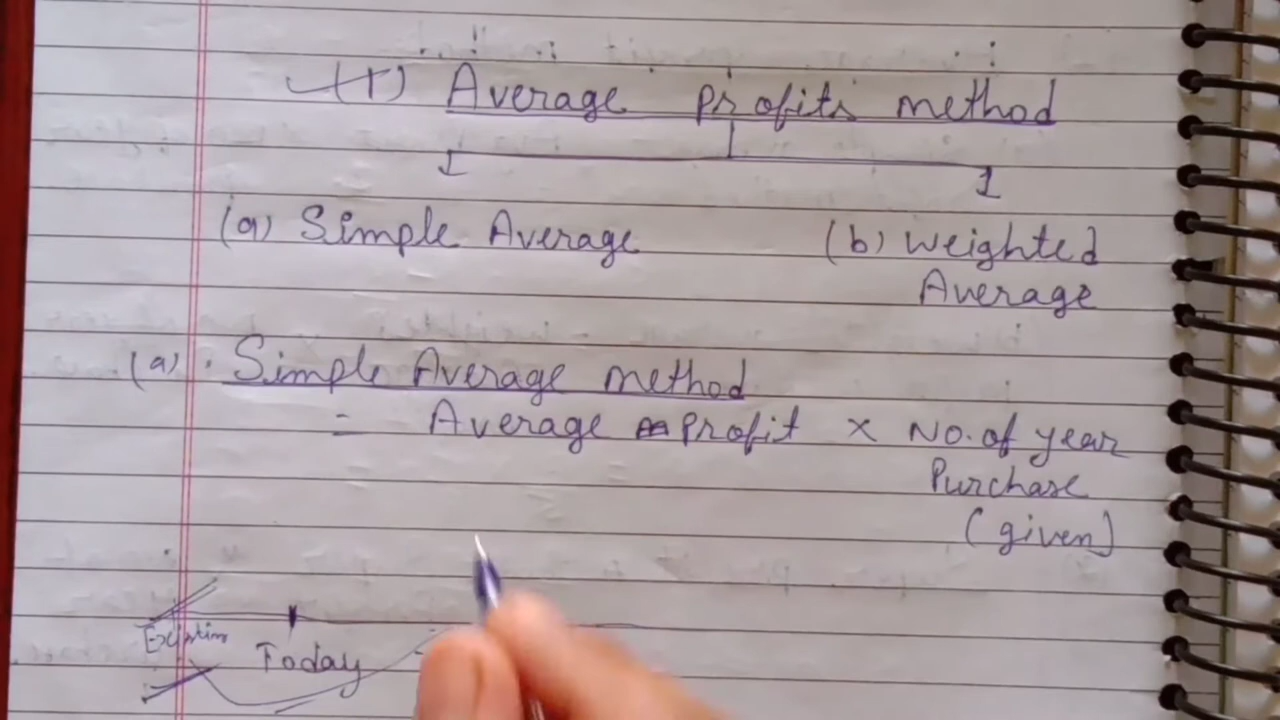 (1) Average profits method
(a) Simple Average (b) weighted
Average
(a) Simple Average method
= Average Profit × No. of year
Purchase
(given)
Existing
Today